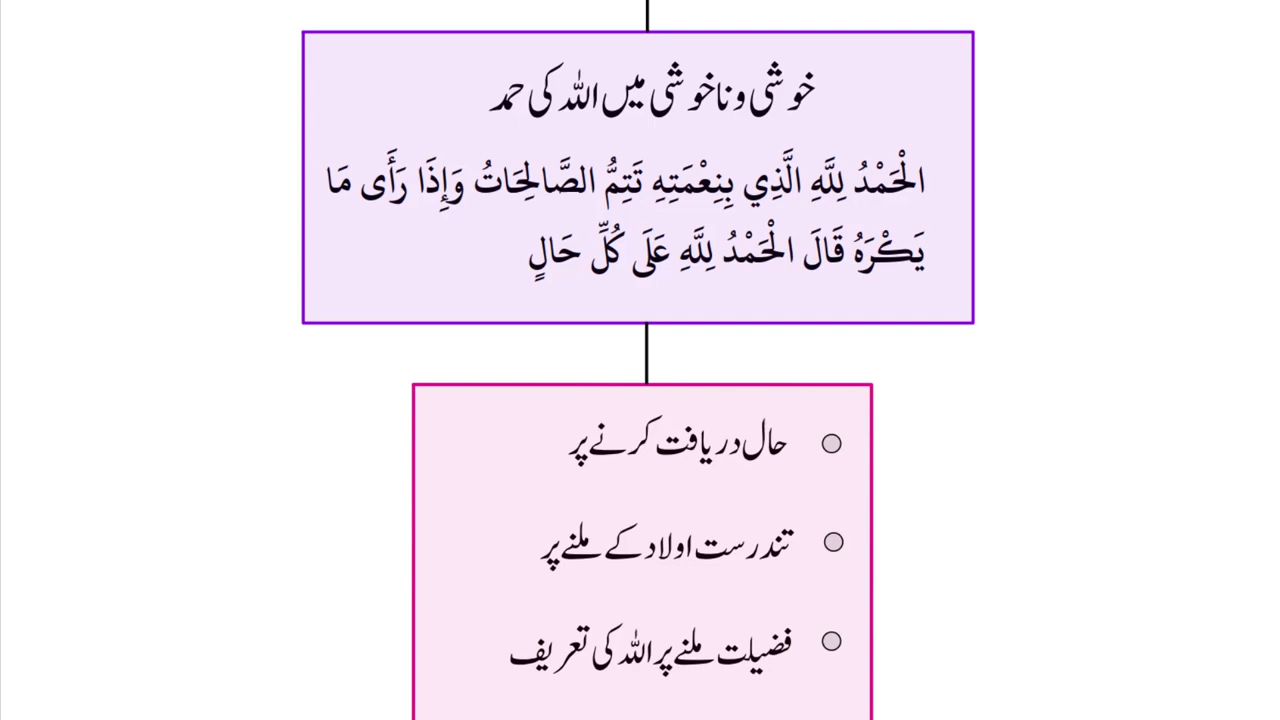 خوشی و ناخوشی میں اللہ کی حمد
الْحَمْدُ لِلَّهِ الَّذِي بِنِعْمَتِهِ تَتِمُّ الصَّالِحَاتُ وَإِذَا رَأَى مَا
يَكْرَهُ قَالَ الْحَمْدُ لِلَّهِ عَلَى كُلِّ حَالٍ
حال دریافت کرنے پر
تندرست اولاد کے ملنے پر
فضیلت ملنے پر اللہ کی تعریف